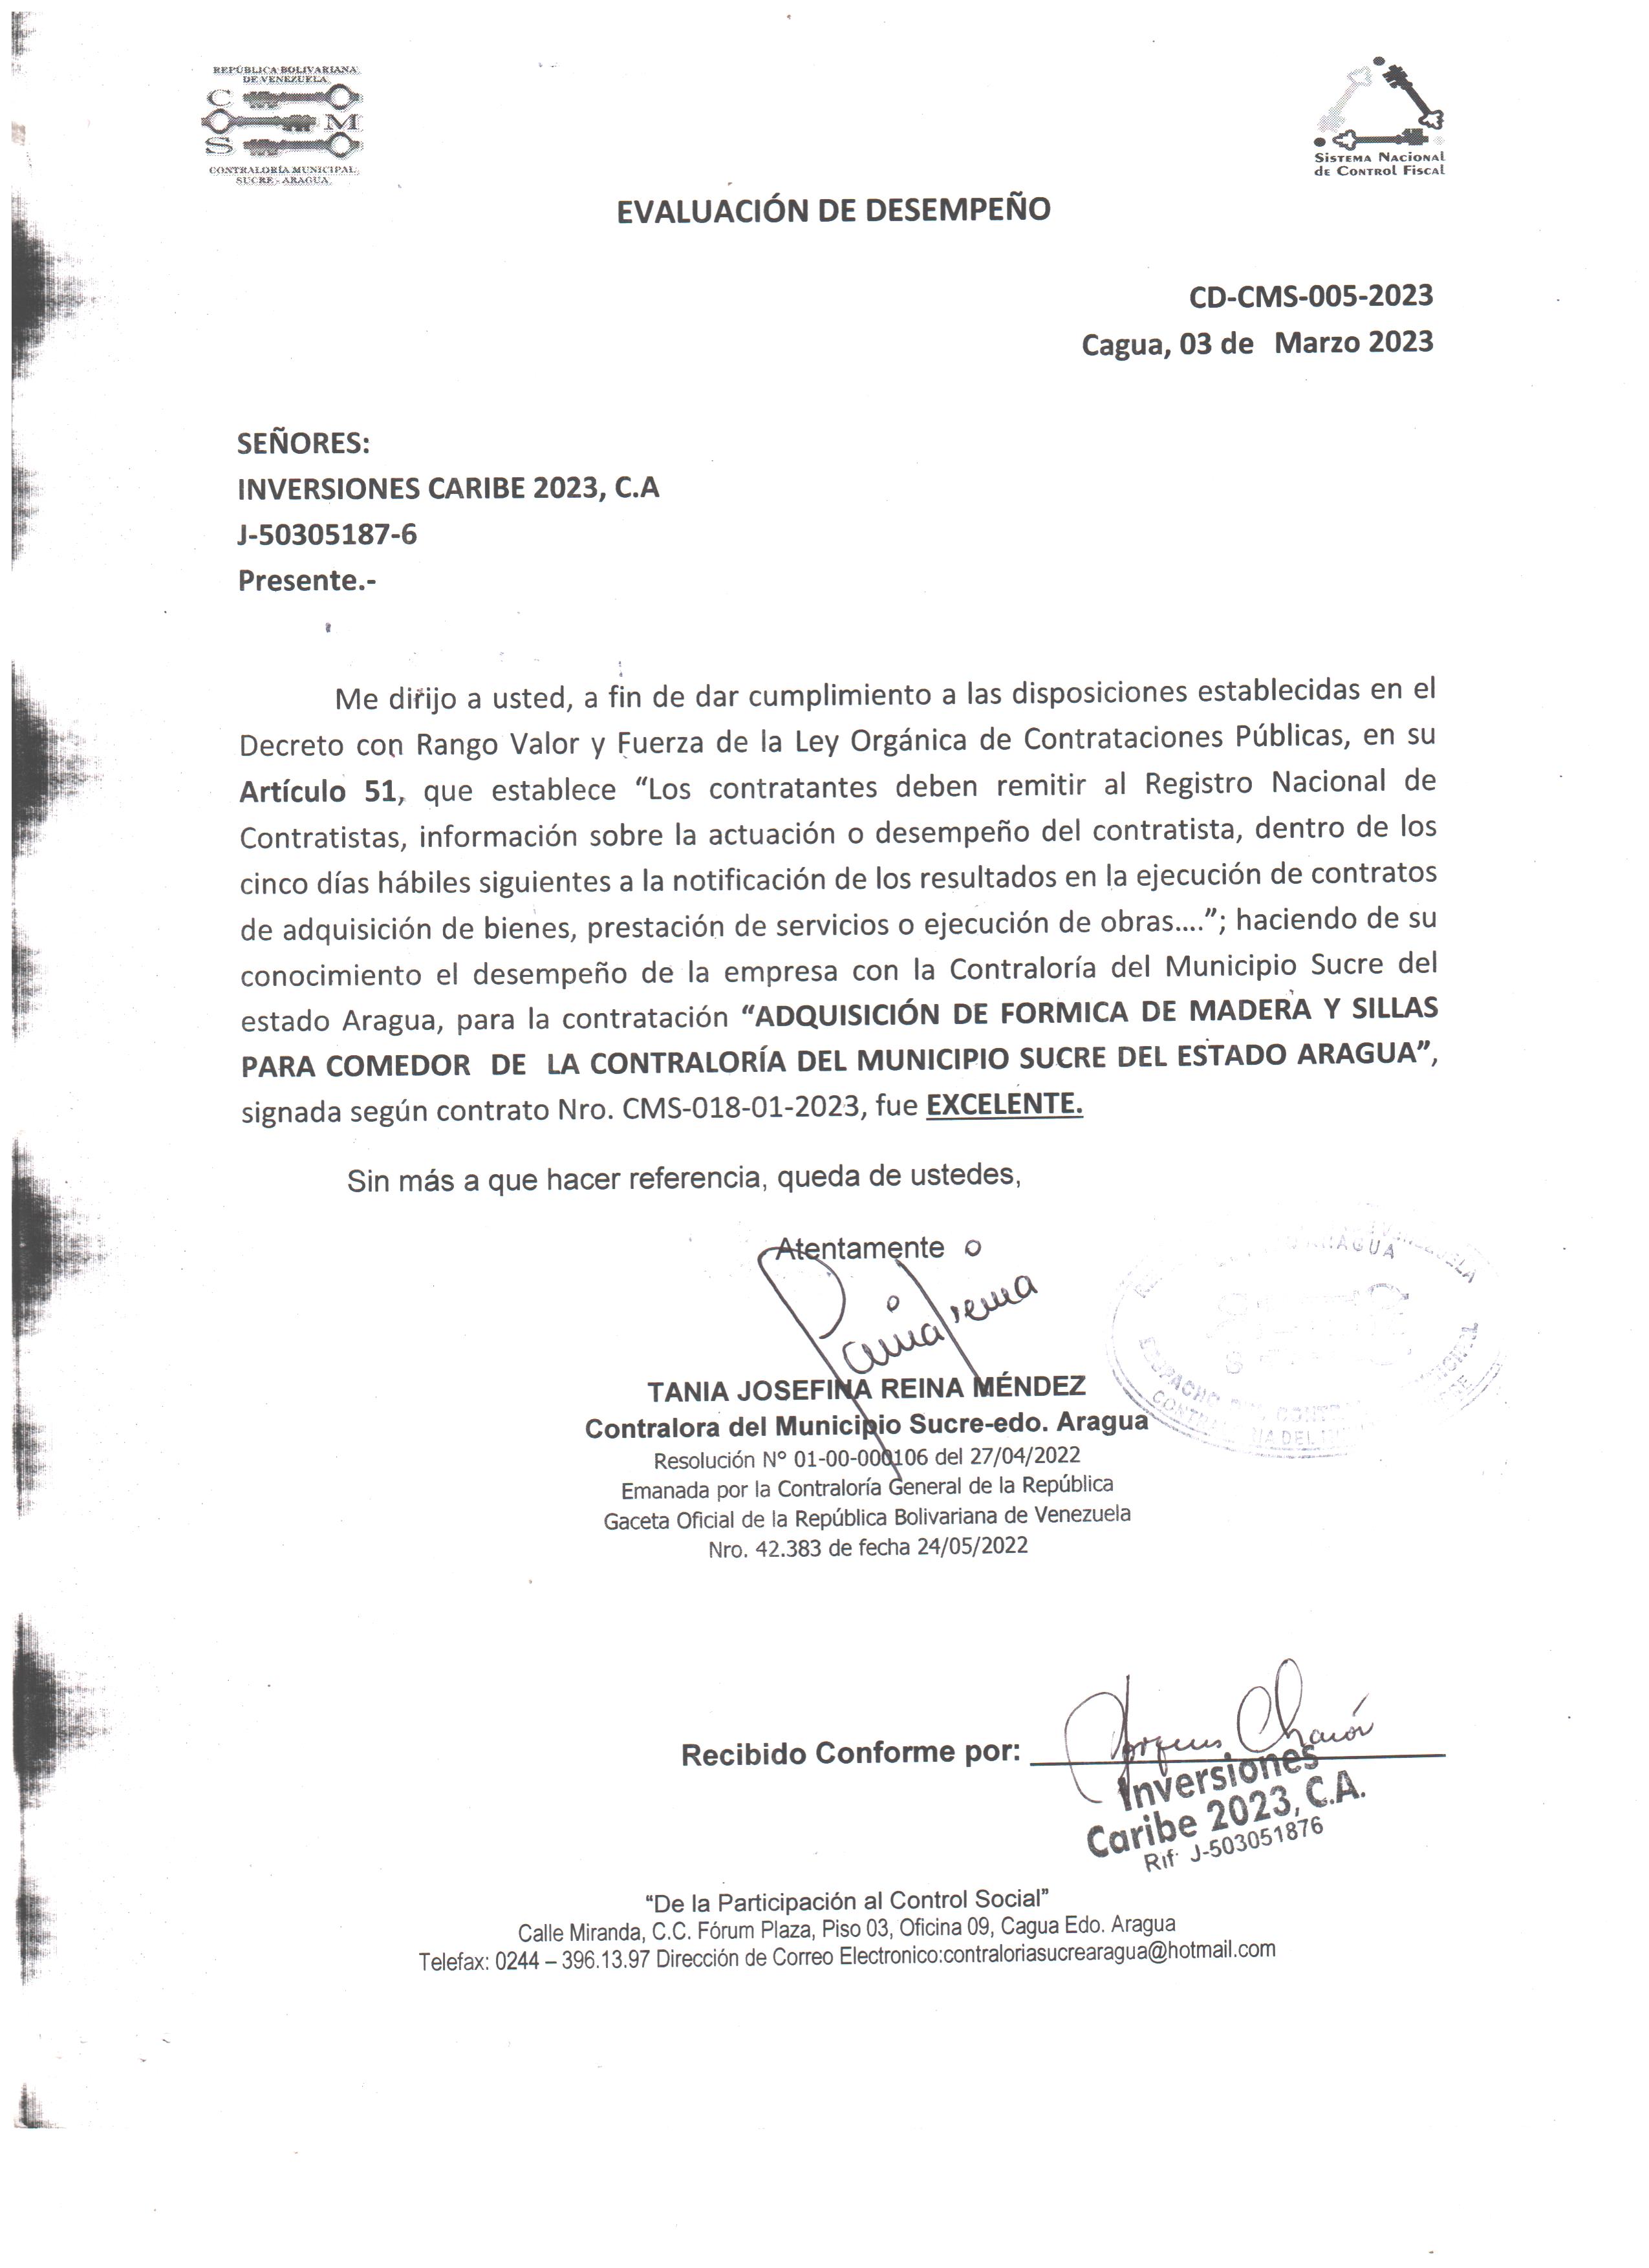 REPÚBLICA BOLIVARIANA
DE VENEZUELA
C
M
S
CONTRALORÍA MUNICIPAL
SUCRE - ARAGUA
SISTEMA NACIONAL
DE CONTROL FISCAL
EVALUACIÓN DE DESEMPEÑO
CD-CMS-005-2023
Cagua, 03 de Marzo 2023
SEÑORES:
INVERSIONES CARIBE 2023, C.A
J-50305187-6
Presente.-
Me dirijo a usted, a fin de dar cumplimiento a las disposiciones establecidas en el
Decreto con Rango Valor y Fuerza de la Ley Orgánica de Contrataciones Públicas, en su
Artículo 51, que establece “Los contratantes deben remitir al Registro Nacional de
Contratistas, información sobre la actuación o desempeño del contratista, dentro de los
cinco días hábiles siguientes a la notificación de los resultados en la ejecución de contratos
de adquisición de bienes, prestación de servicios o ejecución de obras....”; haciendo de su
conocimiento el desempeño de la empresa con la Contraloría del Municipio Sucre del
estado Aragua, para la contratación “ADQUISICIÓN DE FORMICA DE MADERA Y SILLAS
PARA COMEDOR DE LA CONTRALORÍA DEL MUNICIPIO SUCRE DEL ESTADO ARAGUA”,
signada según contrato Nro. CMS-018-01-2023, fue EXCELENTE.
Sin más a que hacer referencia, queda de ustedes,
Atentamente
ARAGUA
TANIA JOSEFINA REINA MÉNDEZ
Contralora del Municipio Sucre-edo. Aragua
Resolución N° 01-00-000106 del 27/04/2022
Emanada por la Contraloría General de la República
Gaceta Oficial de la República Bolivariana de Venezuela
Nro. 42.383 de fecha 24/05/2022
Recibido Conforme por:
Inversiones
Caribe 2023, C.A.
Rif: J-503051876
“De la Participación al Control Social”
Calle Miranda, C.C. Fórum Plaza, Piso 03, Oficina 09, Cagua Edo. Aragua
Telefax: 0244 – 396.13.97 Dirección de Correo Electronico:contraloriasucrearagua@hotmail.com